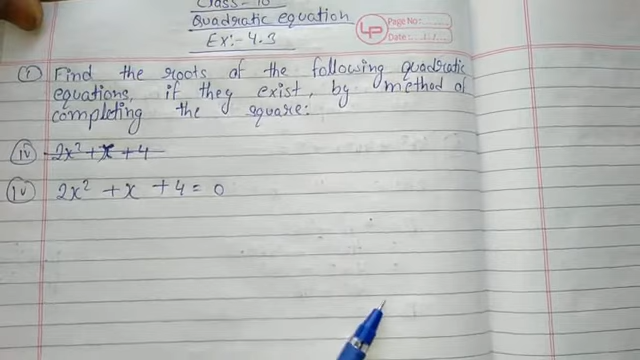 Class - 10
Quadratic equation
Ex:- 4.3
LP
Page No:
Date:
(1) Find the roots of the following quadratic
equations, if they exist, by method of
completing the square:
(iv) 2x² + x + 4
(iv) 2x² + x + 4 = 0